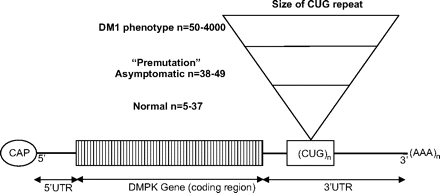 Size of CUG repeat
DM1 phenotype n=50-4000
“Premutation”
Asymptomatic n=38-49
Normal n=5-37
CAP
5'
(CUG)n
3'
(AAA)n
5'UTR
DMPK Gene (coding region)
3'UTR